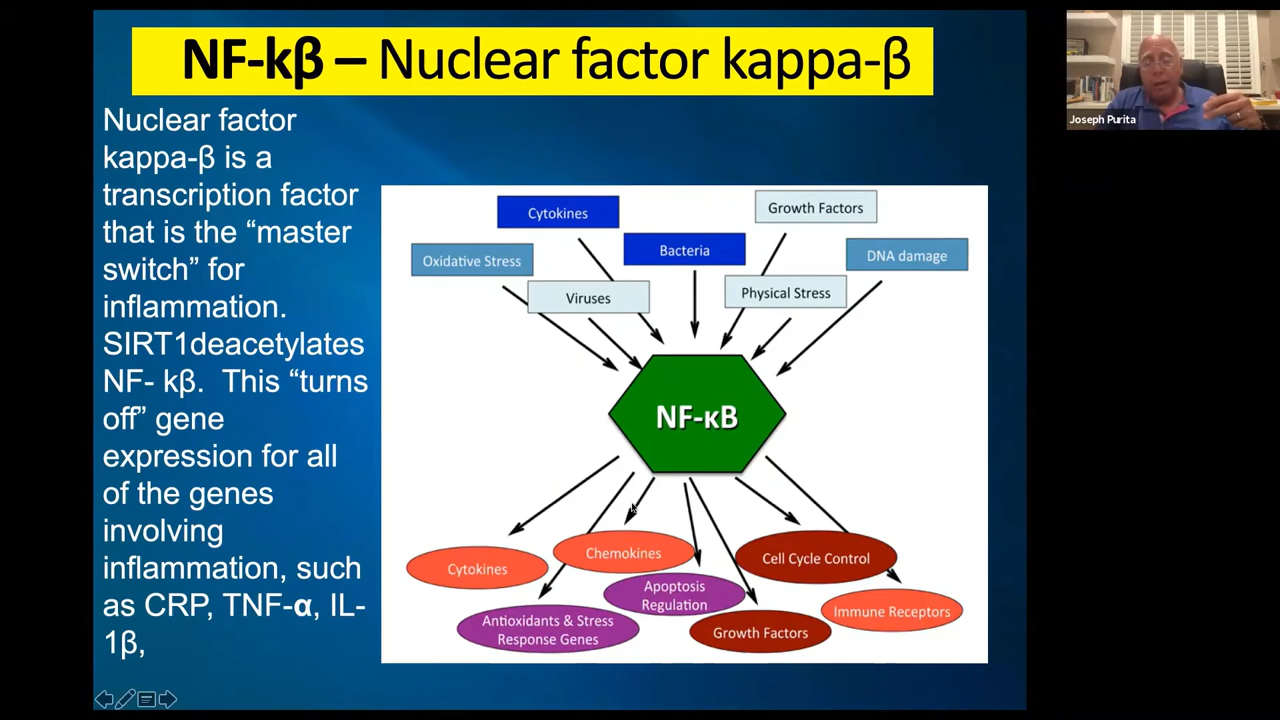 NF-kβ – Nuclear factor kappa-β
Joseph Purita
Nuclear factor
kappa-β is a
transcription factor
that is the “master
switch” for
inflammation.
SIRT1deacetylates
NF- kβ.  This “turns
off” gene
expression for all
of the genes
involving
inflammation, such
as CRP, TNF-α, IL-
1β,
Cytokines
Growth Factors
Oxidative Stress
Bacteria
DNA damage
Viruses
Physical Stress
NF-κB
Cytokines
Chemokines
Cell Cycle Control
Apoptosis
Regulation
Immune Receptors
Antioxidants & Stress
Response Genes
Growth Factors